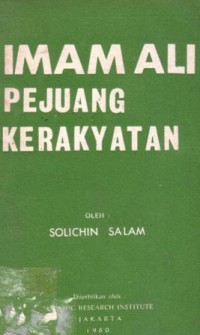 IMAM ALI
PEJUANG
KERAKYATAN
OLEH :
SOLICHIN SALAM
Diterbitkan oleh
RESEARCH INSTITUTE
JAKARTA
1980